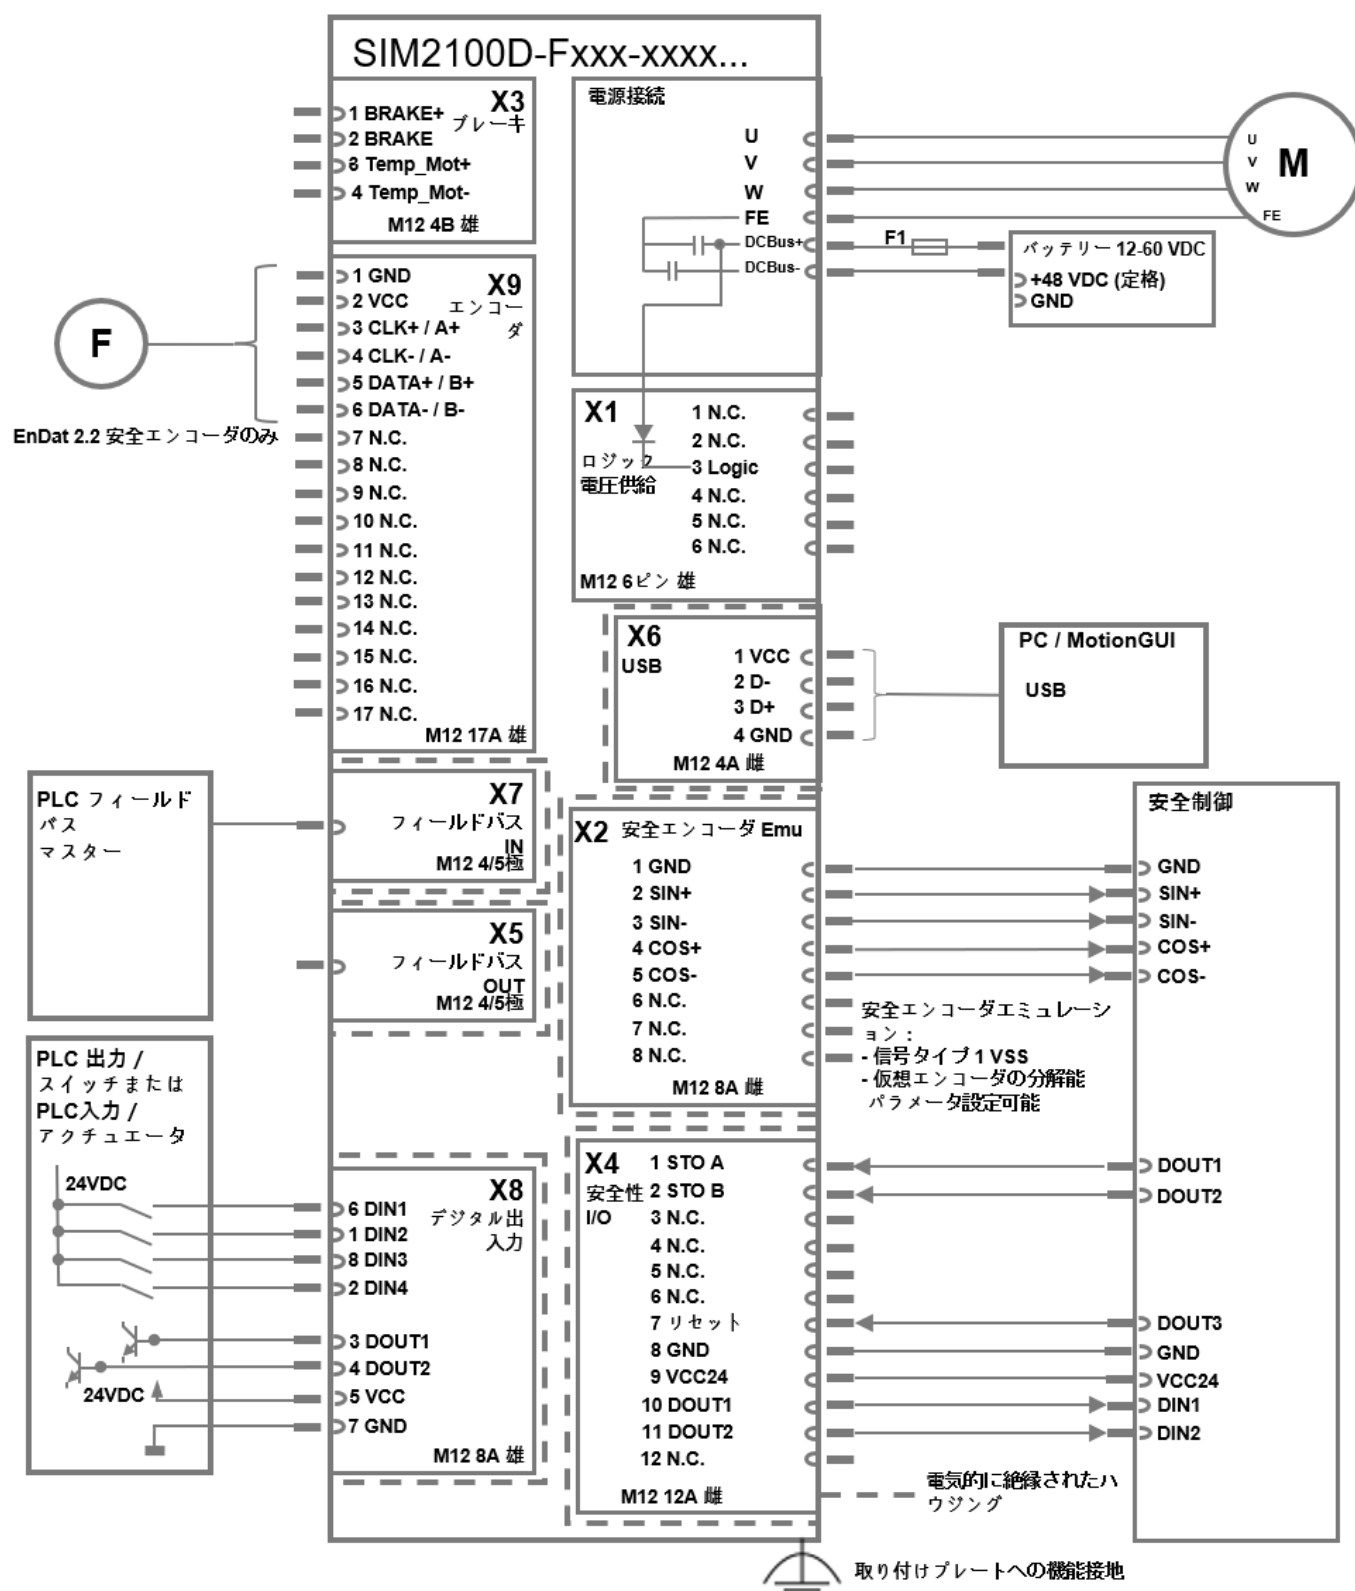 SIM2100D-Fxxx-xxxx...
X3
ブレーキ
1 BRAKE+
2 BRAKE
3 Temp_Mot+
4 Temp_Mot-
M12 4B 雄
電源接続
U
V
W
FE
DCBus+
DCBus-
F1
U
V
W
FE
M
バッテリー 12-60 VDC
+48 VDC (定格)
GND
F
EnDat 2.2 安全エンコーダのみ
X9
エンコー
ダ
1 GND
2 VCC
3 CLK+ / A+
4 CLK- / A-
5 DATA+ / B+
6 DATA- / B-
7 N.C.
8 N.C.
9 N.C.
10 N.C.
11 N.C.
12 N.C.
13 N.C.
14 N.C.
15 N.C.
16 N.C.
17 N.C.
M12 17A 雄
X1
ロジック
電圧供給
1 N.C.
2 N.C.
3 Logic
4 N.C.
5 N.C.
6 N.C.
M12 6ピン 雄
X6
USB
1 VCC
2 D-
3 D+
4 GND
M12 4A 雌
PC / MotionGUI
USB
PLC フィールド
バス
マスター
X7
フィールドバス
IN
M12 4/5極
X5
フィールドバス
OUT
M12 4/5極
X2
安全エンコーダ Emu
1 GND
2 SIN+
3 SIN-
4 COS+
5 COS-
6 N.C.
7 N.C.
8 N.C.
M12 8A 雌
安全制御
GND
SIN+
SIN-
COS+
COS-
安全エンコーダエミュレーシ
ョン：
- 信号タイプ 1 VSS
- 仮想エンコーダの分解能
パラメータ設定可能
PLC 出力 /
スイッチまたは
PLC入力 /
アクチュエータ
24VDC
24VDC
X8
デジタル出
入力
6 DIN1
1 DIN2
8 DIN3
2 DIN4
3 DOUT1
4 DOUT2
5 VCC
7 GND
M12 8A 雄
X4
安全性
I/O
1 STO A
2 STO B
3 N.C.
4 N.C.
5 N.C.
6 N.C.
7 リセット
8 GND
9 VCC24
10 DOUT1
11 DOUT2
12 N.C.
M12 12A 雌
DOUT1
DOUT2
DOUT3
GND
VCC24
DIN1
DIN2
電気的に絶縁されたハ
ウジング
取り付けプレートへの機能接地